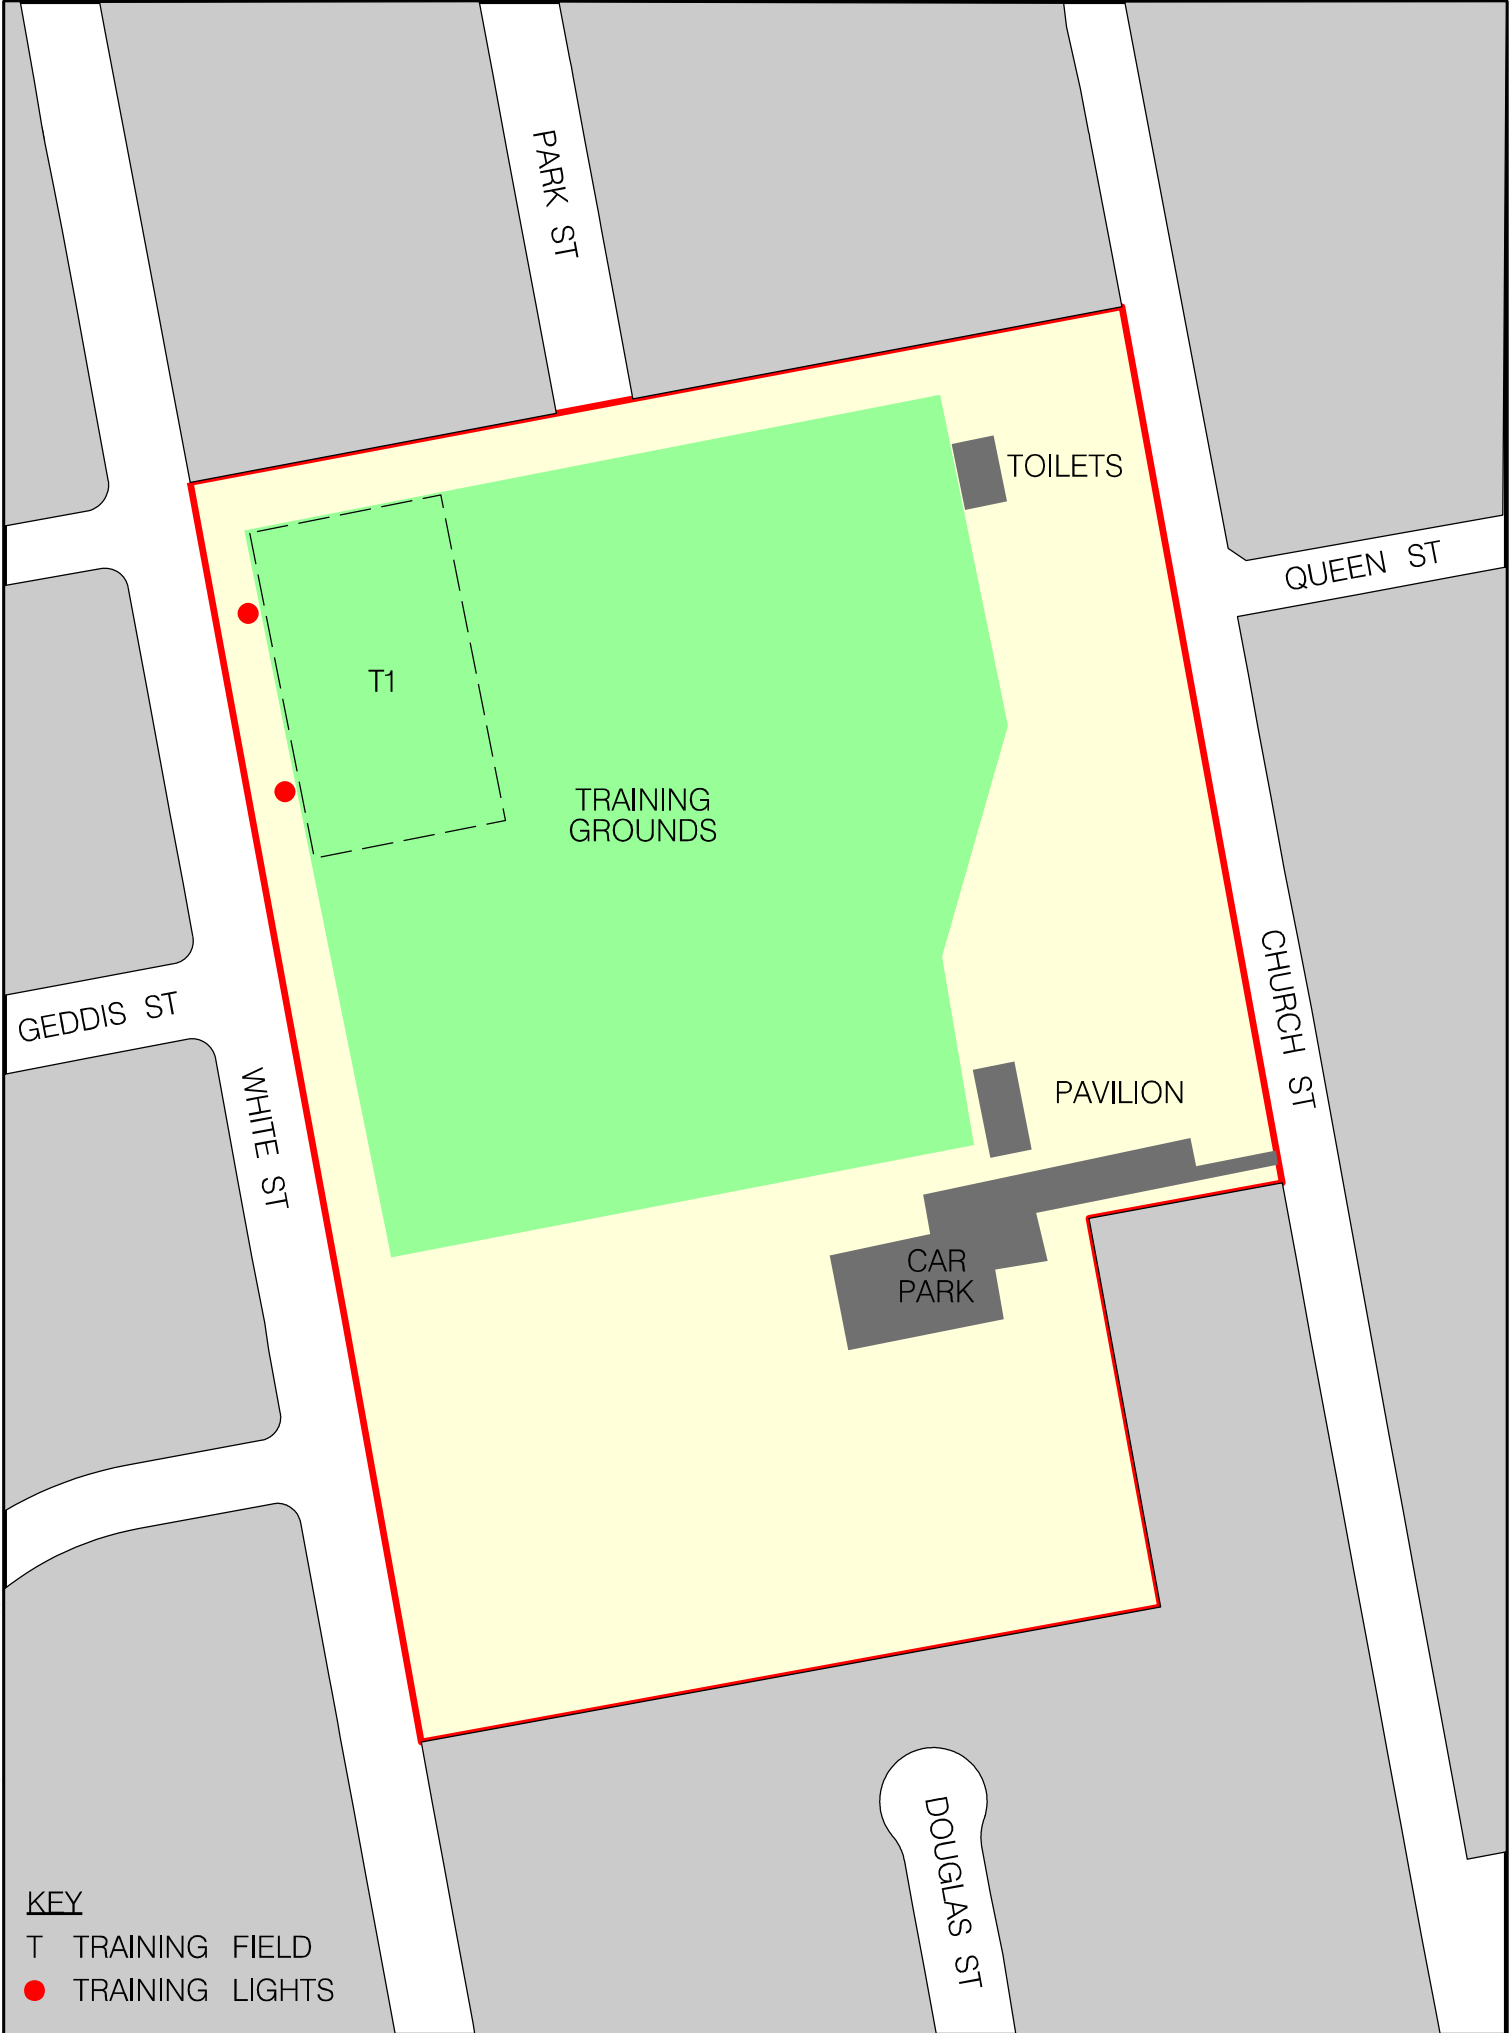 PARK ST
TOILETS
QUEEN ST
T1
TRAINING
GROUNDS
CHURCH ST
GEDDIS ST
WHITE ST
PAVILION
CAR
PARK
DOUGLAS ST
KEY
T TRAINING FIELD
TRAINING LIGHTS